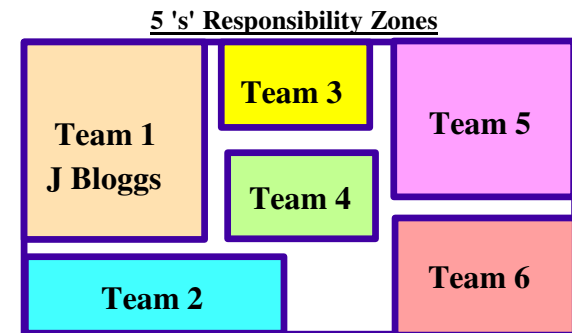 5 's' Responsibility Zones
Team 1
J Bloggs
Team 2
Team 3
Team 4
Team 5
Team 6